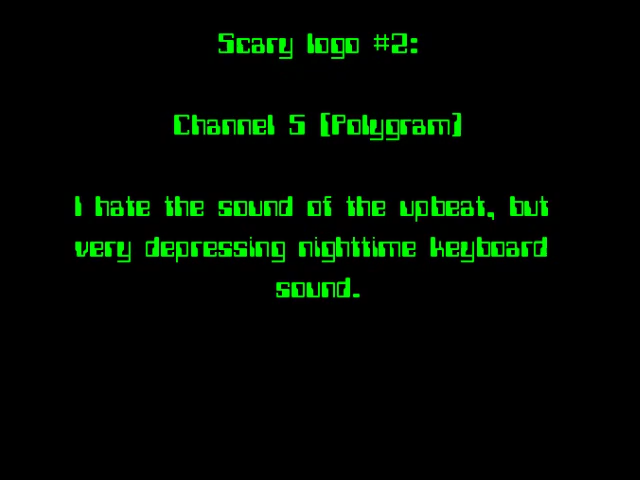 Scary logo #2:
Channel 5 (Polygram)
I hate the sound of the upbeat, but
very depressing nighttime keyboard
sound.